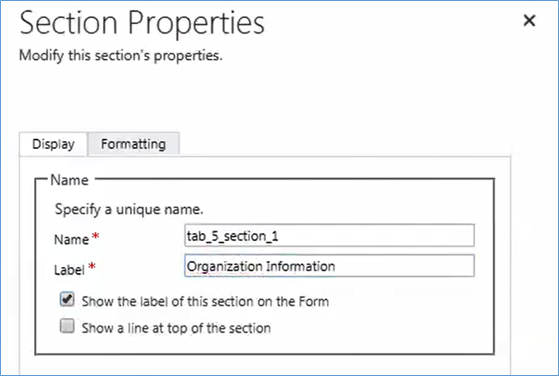 Section Properties
Modify this section's properties.
Display Formatting
Name
Specify a unique name.
Name * tab_5_section_1
Label * Organization Information
Show the label of this section on the Form
Show a line at top of the section